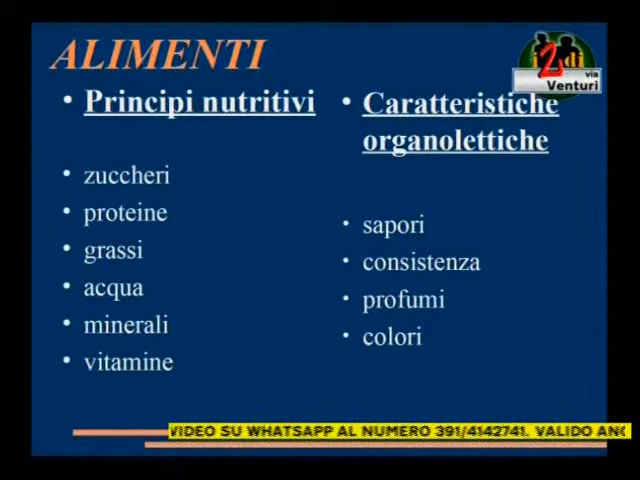 ALIMENTI
2
via
Venturi
• Principi nutritivi
• zuccheri
• proteine
• grassi
• acqua
• minerali
• vitamine
• Caratteristiche
organolettiche
• sapori
• consistenza
• profumi
• colori
VIDEO SU WHATSAPP AL NUMERO 391/4142741. VALIDO